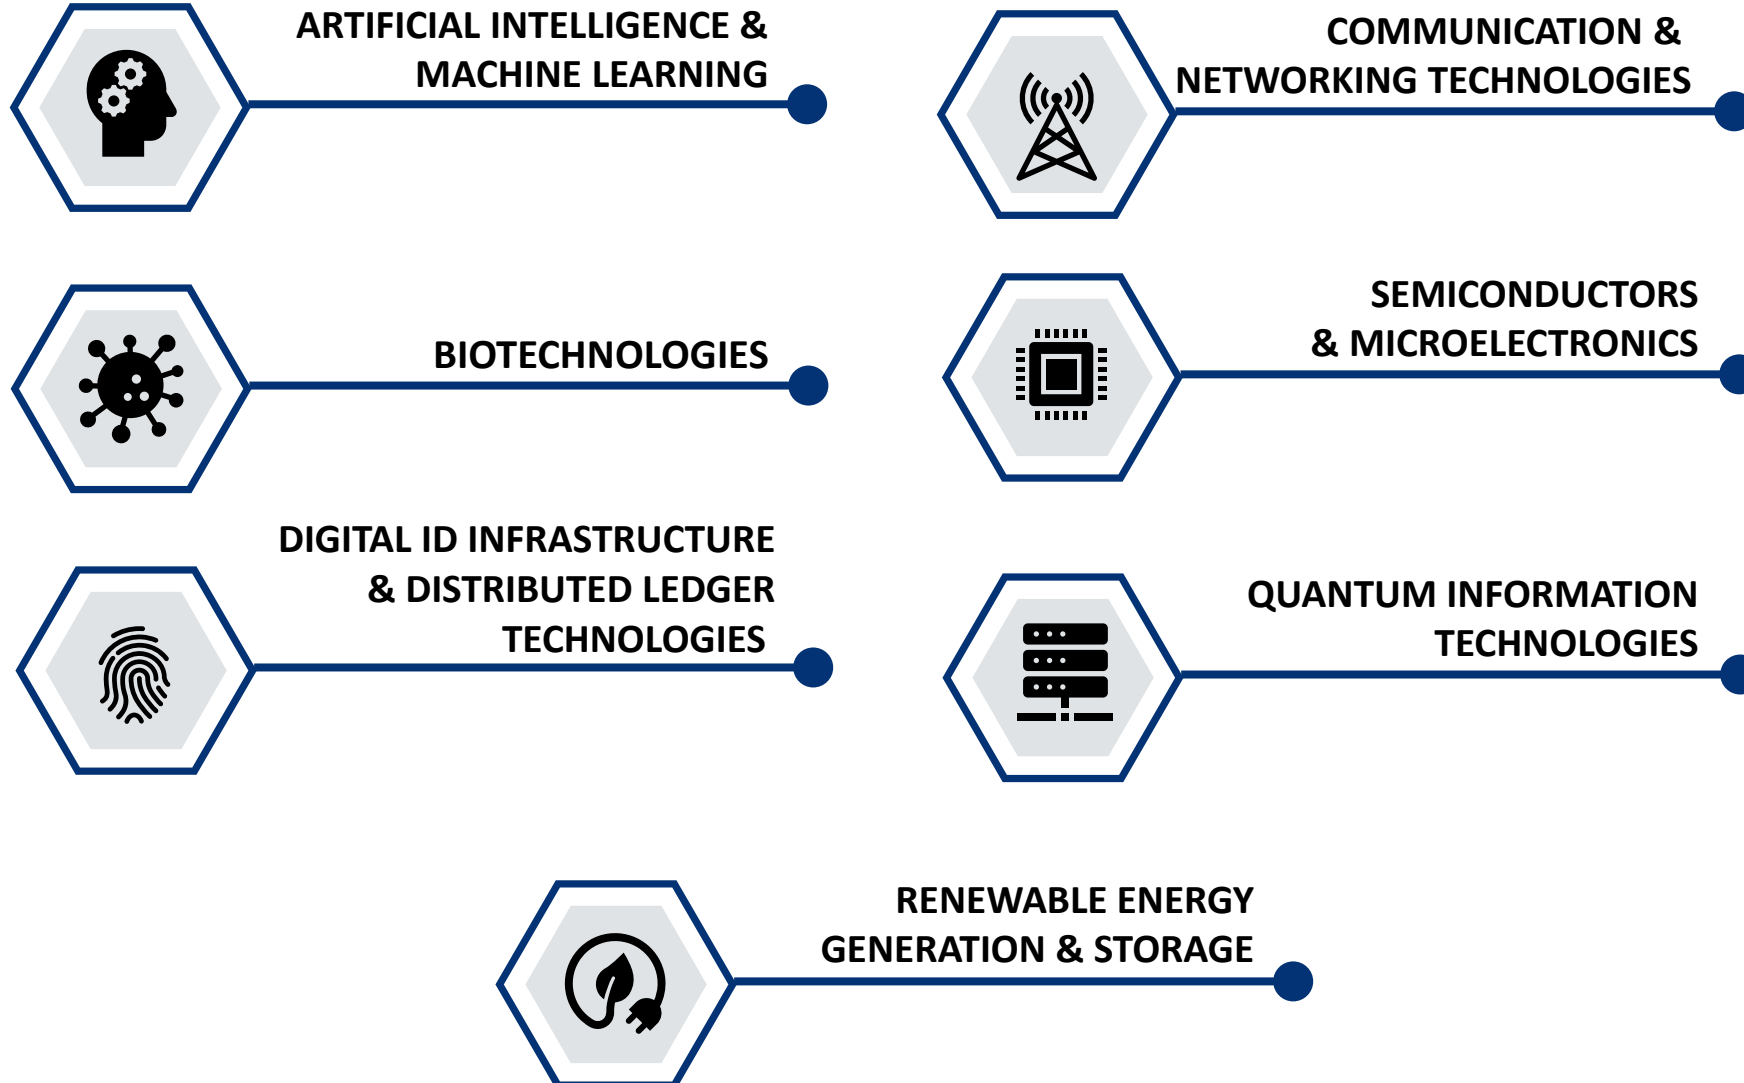 ARTIFICIAL INTELLIGENCE &
MACHINE LEARNING
COMMUNICATION &
NETWORKING TECHNOLOGIES
BIOTECHNOLOGIES
SEMICONDUCTORS
& MICROELECTRONICS
DIGITAL ID INFRASTRUCTURE
& DISTRIBUTED LEDGER
TECHNOLOGIES
QUANTUM INFORMATION
TECHNOLOGIES
RENEWABLE ENERGY
GENERATION & STORAGE